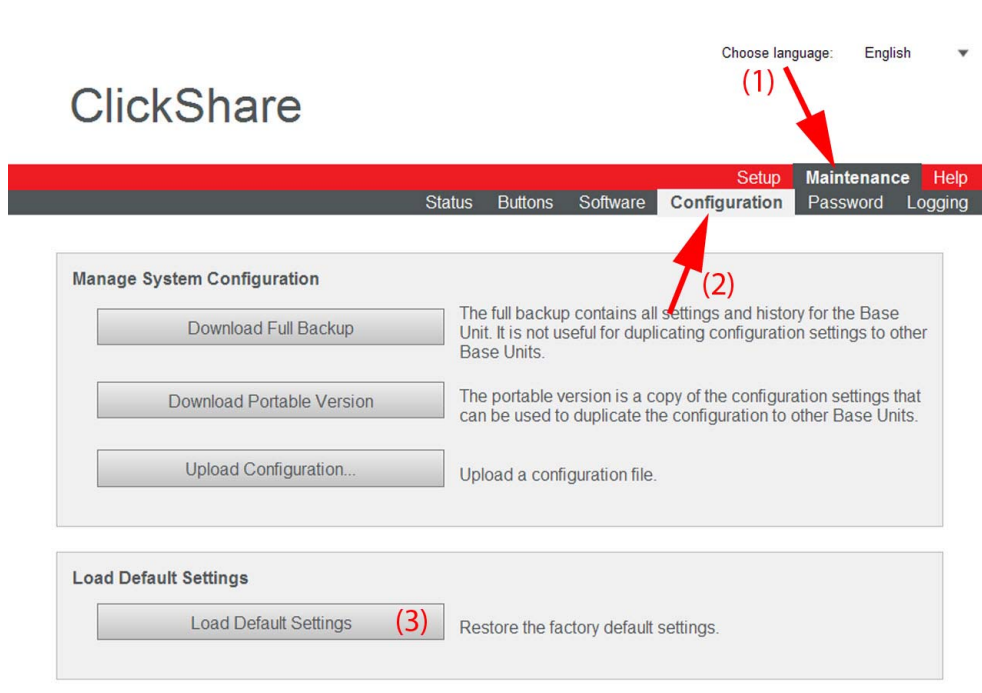 Choose language: English
(1)
ClickShare
Setup Maintenance Help
Status Buttons Software Configuration Password Logging
(2)
Manage System Configuration
Download Full Backup
The full backup contains all settings and history for the Base
Unit. It is not useful for duplicating configuration settings to other
Base Units.
Download Portable Version
The portable version is a copy of the configuration settings that
can be used to duplicate the configuration to other Base Units.
Upload Configuration...
Upload a configuration file.
Load Default Settings
Load Default Settings (3)
Restore the factory default settings.